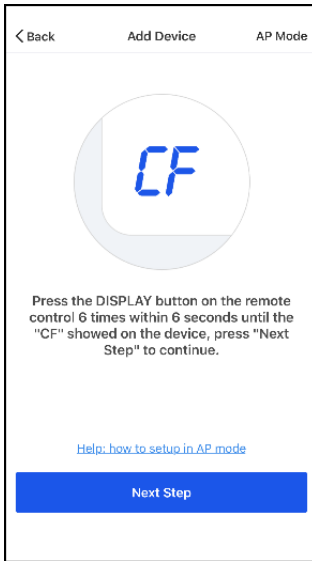 Back Add Device AP Mode
CF
Press the DISPLAY button on the remote
control 6 times within 6 seconds until the
"CF" showed on the device, press "Next
Step" to continue.
Help: how to setup in AP mode
Next Step